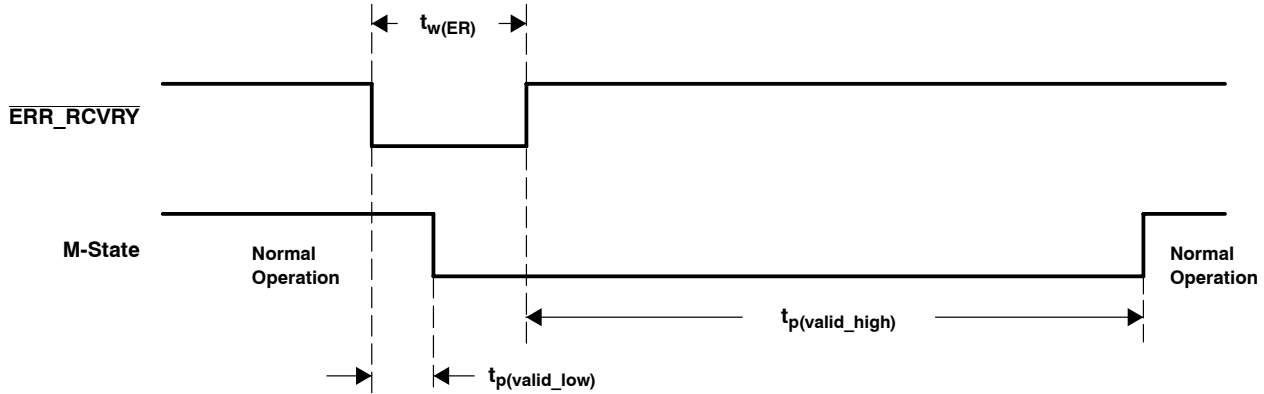 tw(ER)
ERR_RCVRY
M-State
Normal
Operation
Normal
Operation
tp(valid_high)
tp(valid_low)